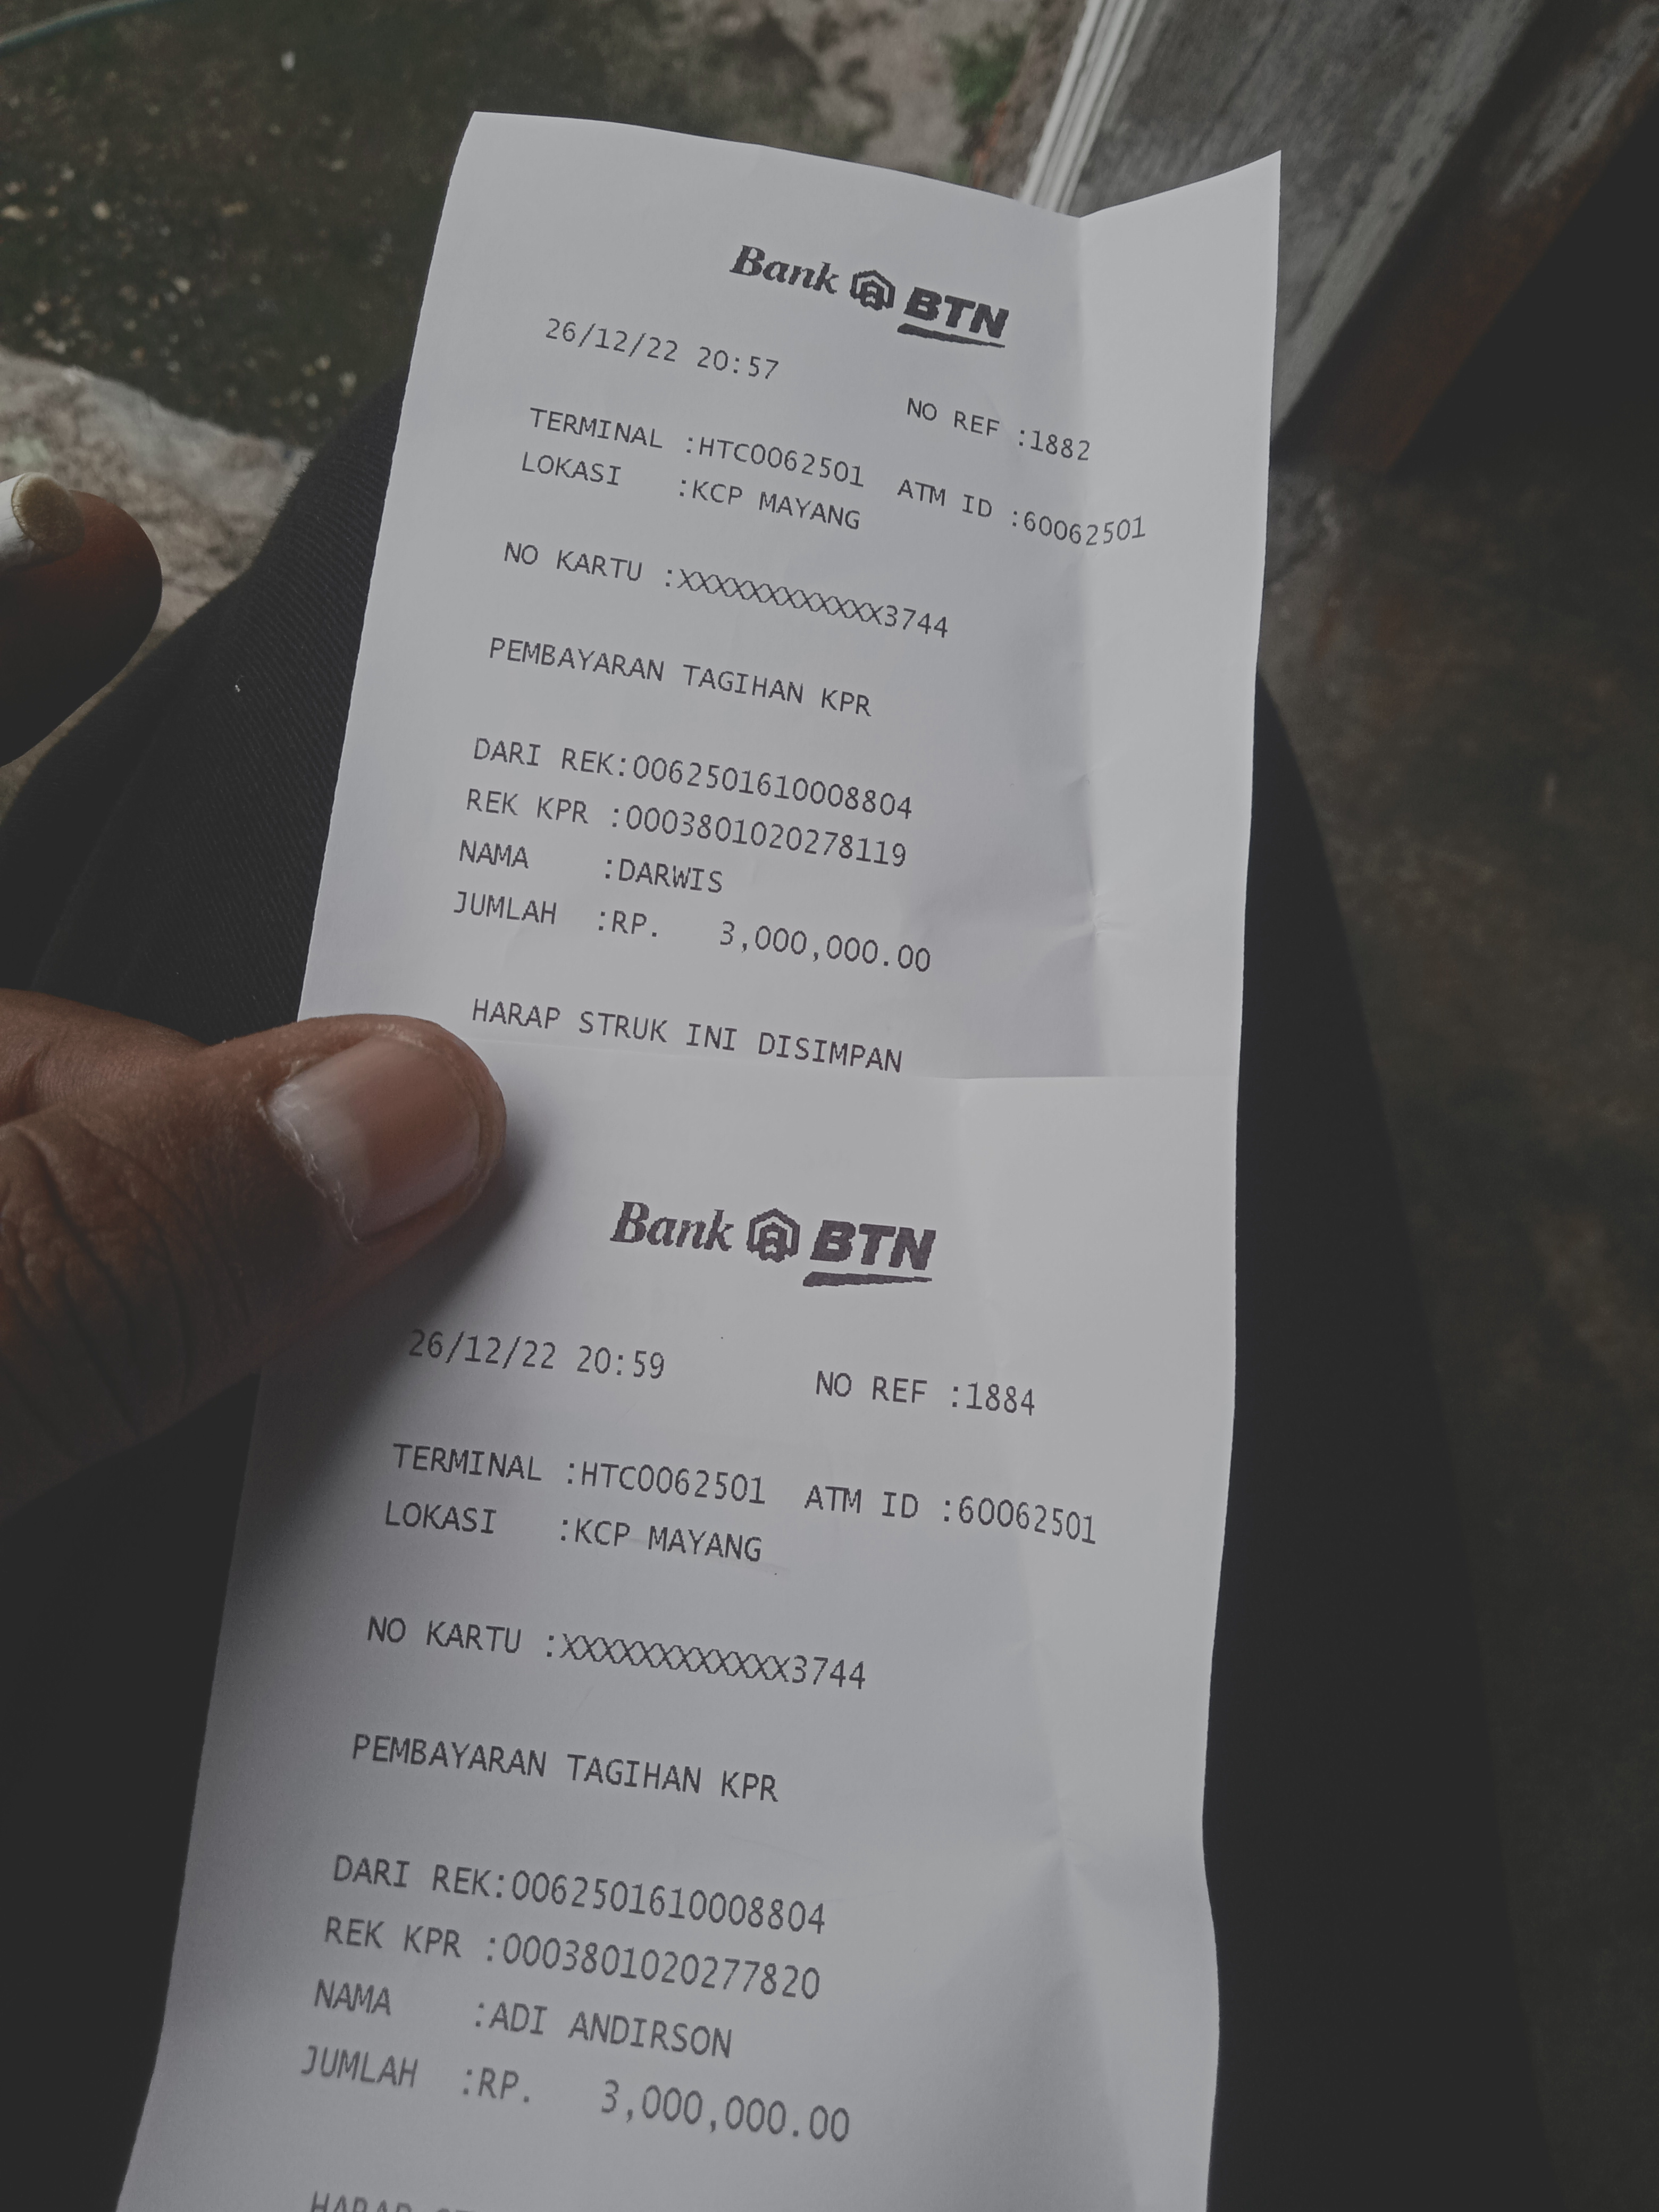 Bank BTN
26/12/22 20:57
NO REF :1882
TERMINAL :HTC0062501 ATM ID :60062501
LOKASI :KCP MAYANG
NO KARTU :XXXXXXXXXXXX3744
PEMBAYARAN TAGIHAN KPR
DARI REK:0062501610008804
REK KPR :0003801020278119
NAMA :DARWIS
JUMLAH :RP. 3,000,000.00
HARAP STRUK INI DISIMPAN
Bank BTN
26/12/22 20:59 NO REF :1884
TERMINAL :HTC0062501 ATM ID :60062501
LOKASI :KCP MAYANG
NO KARTU :XXXXXXXXXXXX3744
PEMBAYARAN TAGIHAN KPR
DARI REK:0062501610008804
REK KPR :0003801020277820
NAMA :ADI ANDIRSON
JUMLAH :RP. 3,000,000.00
HARAP